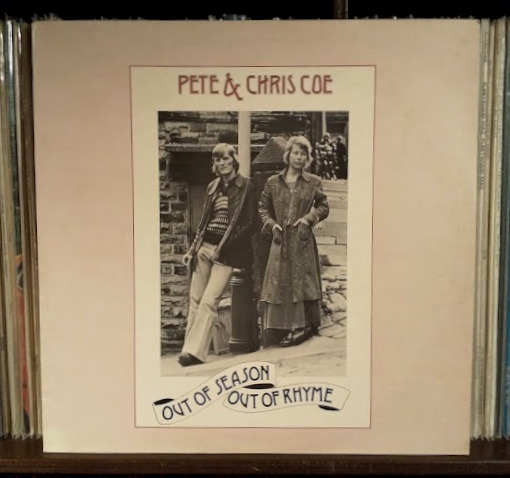 PETE & CHRIS COE
OUT OF SEASON
OUT OF RHYME